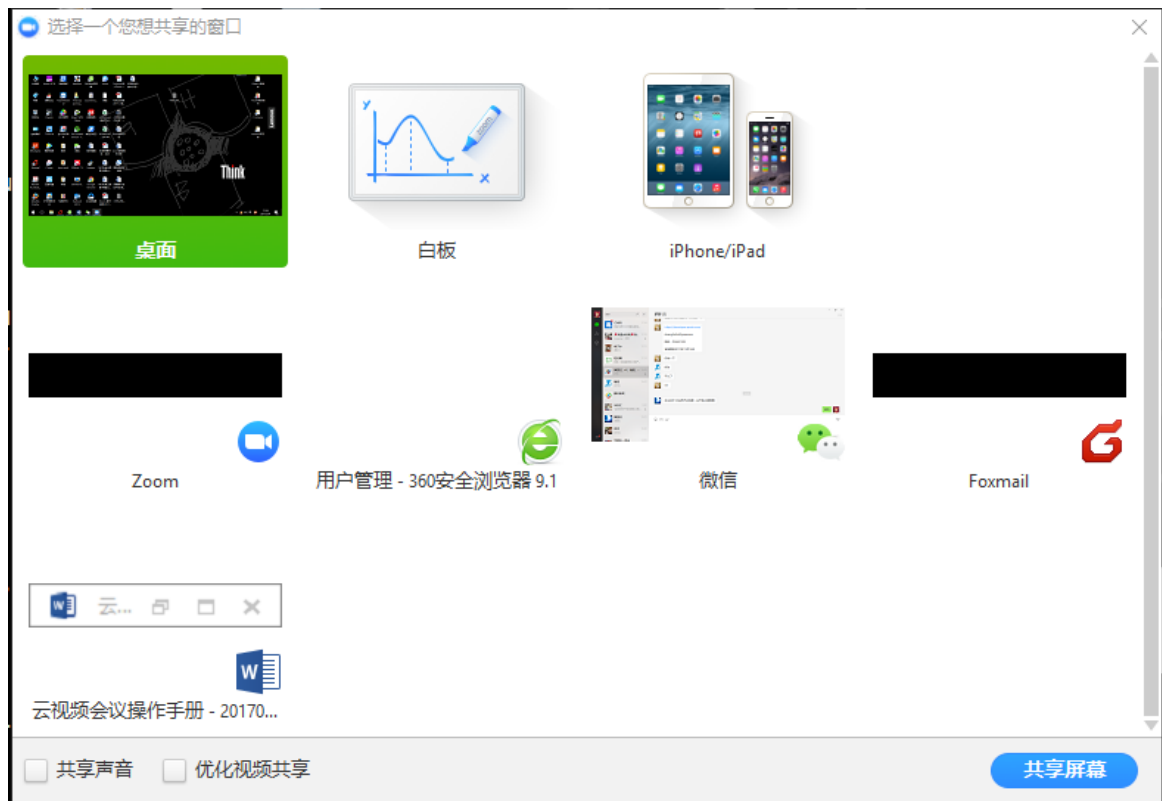 选择一个您想共享的窗口
Think
桌面
y
zoom
x
白板
iPhone/iPad
Zoom
用户管理 - 360安全浏览器 9.1
微信
Foxmail
W 云...
W
云视频会议操作手册 - 20170...
共享声音
优化视频共享
共享屏幕